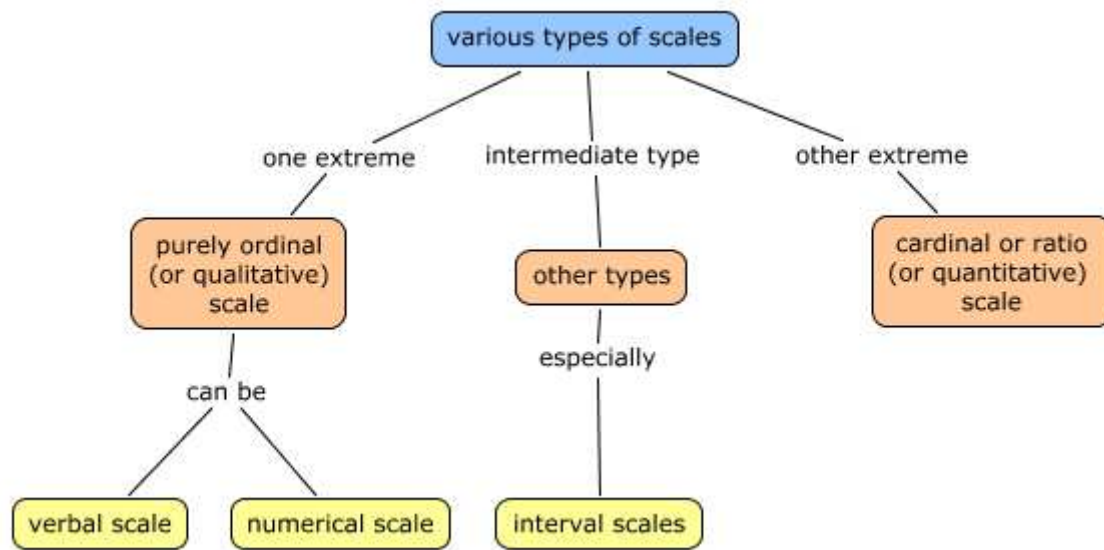 various types of scales
one extreme
intermediate type
other extreme
purely ordinal
(or qualitative)
scale
other types
cardinal or ratio
(or quantitative)
scale
can be
especially
verbal scale
numerical scale
interval scales